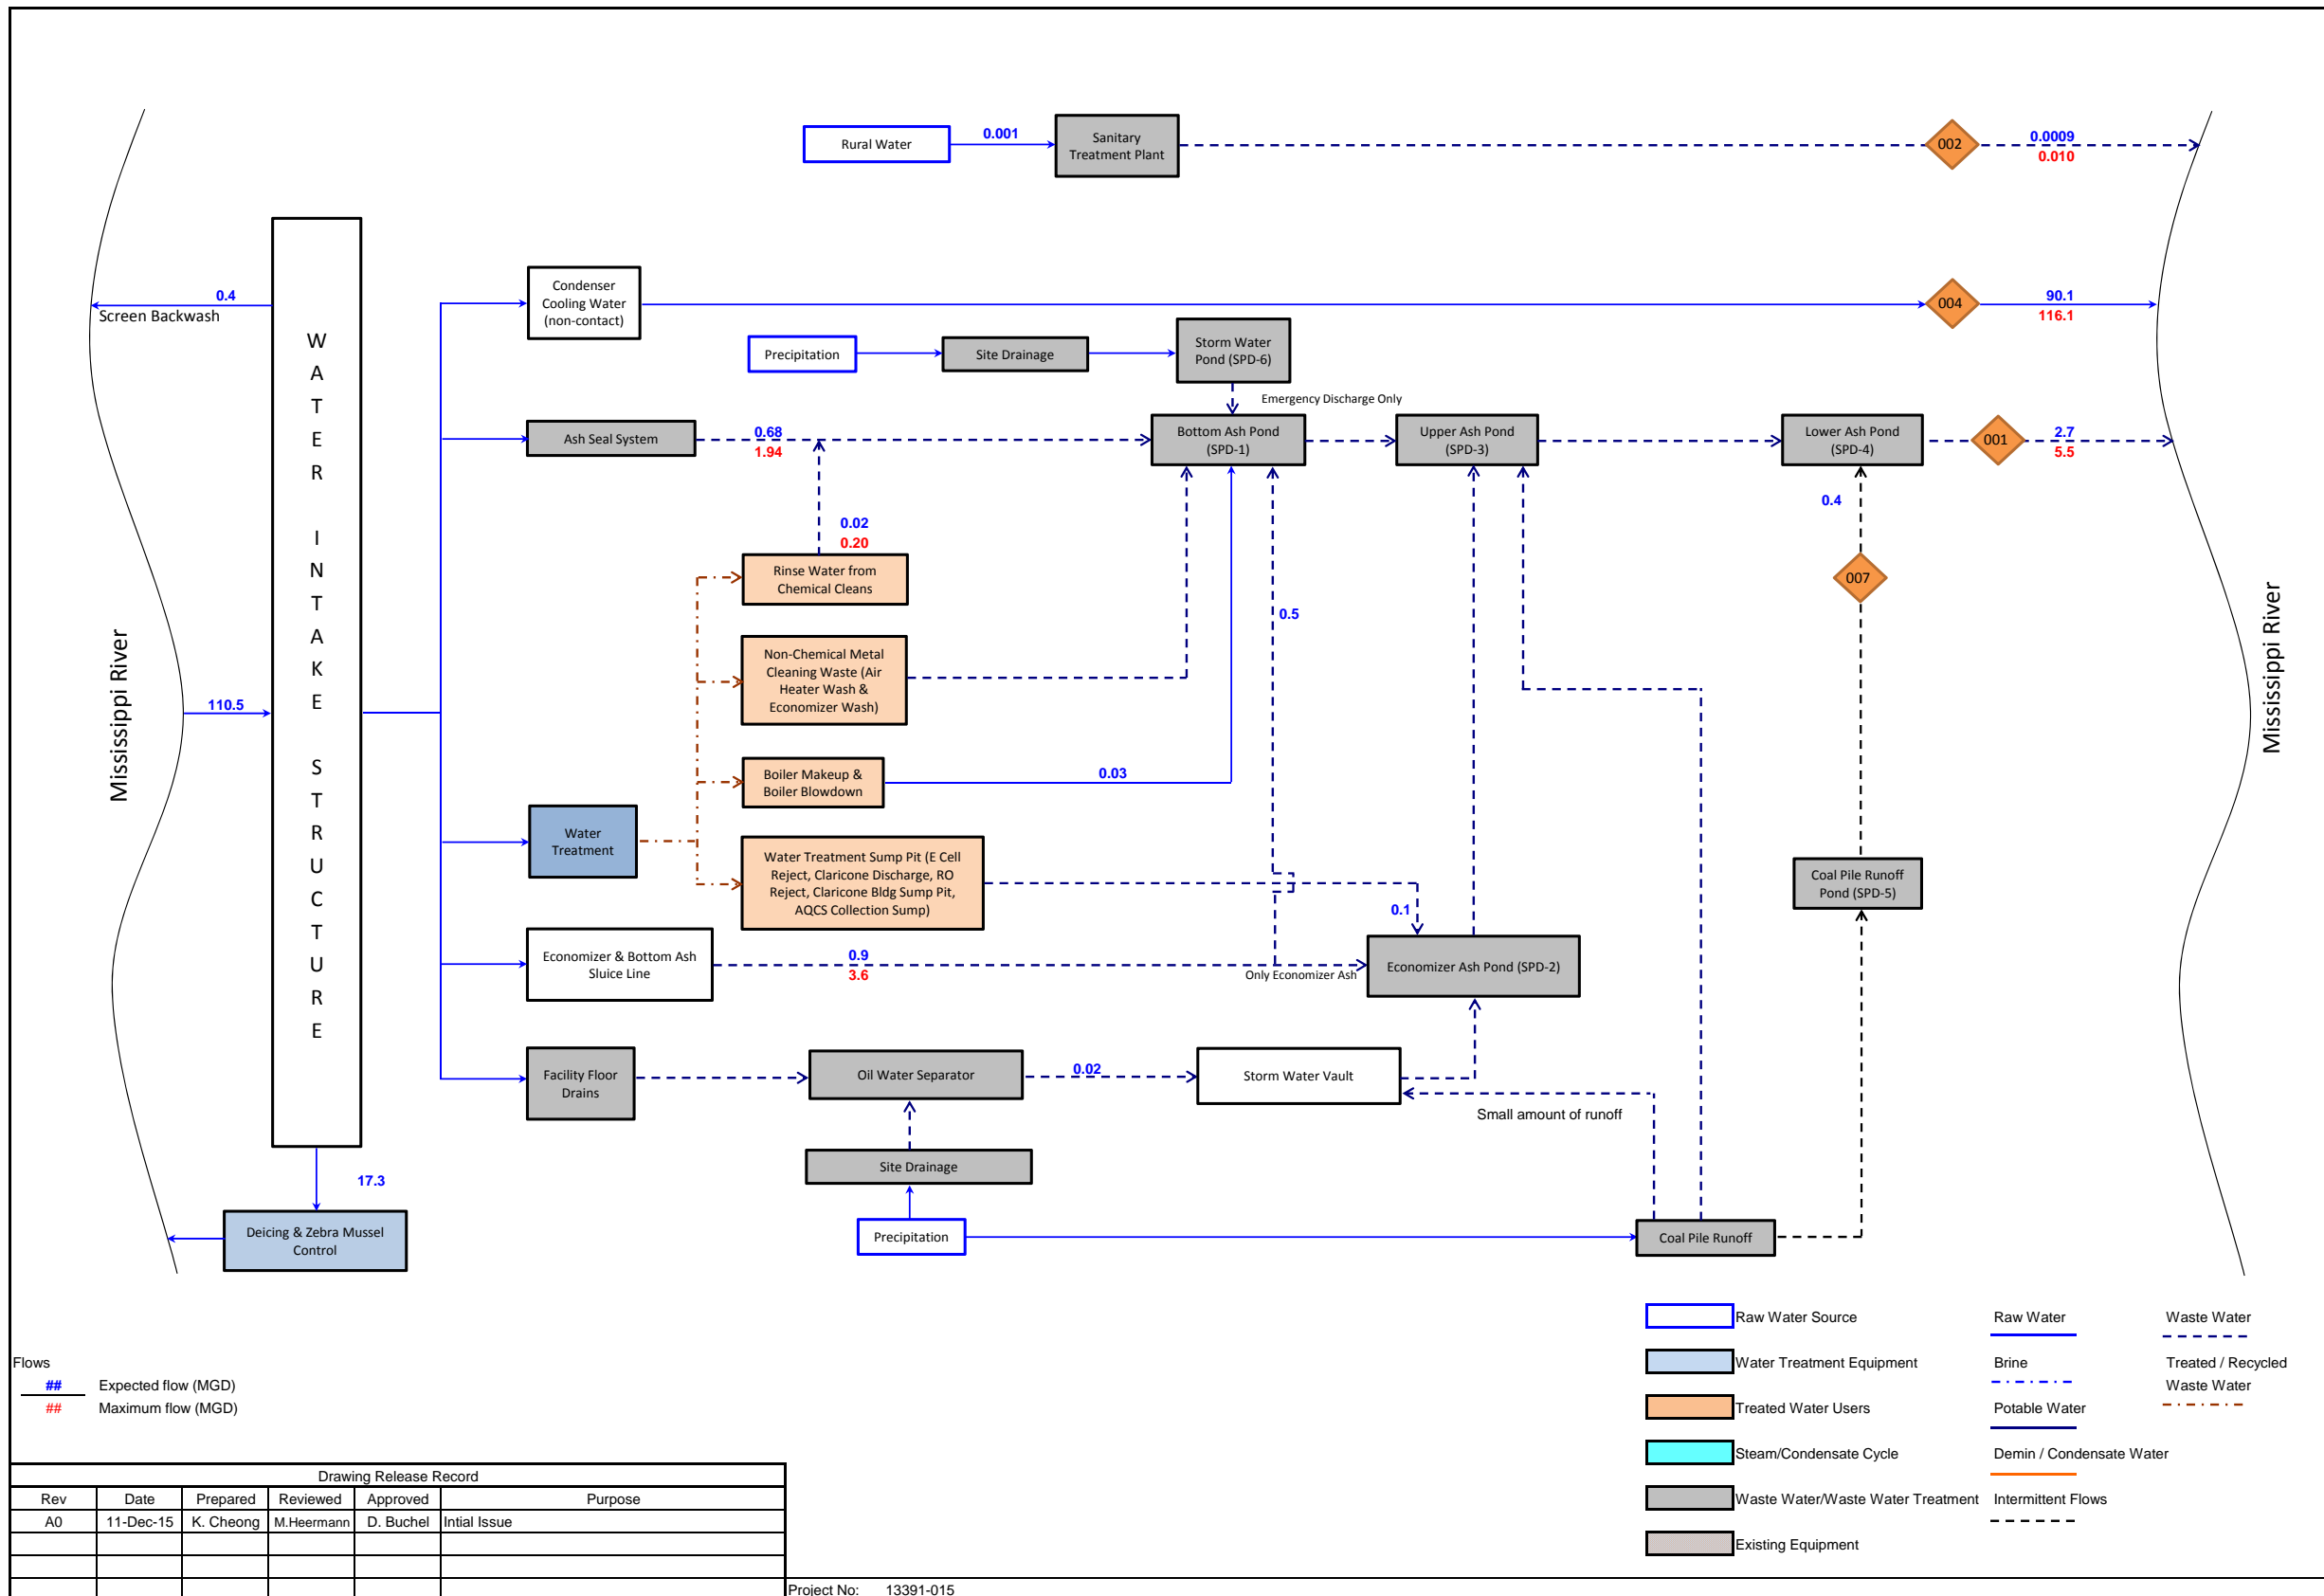 Rural Water
0.001
Sanitary
Treatment Plant
002
0.0009
0.010
0.4
Screen Backwash
Condenser
Cooling Water
(non-contact)
004
90.1
116.1
Precipitation
Site Drainage
Storm Water
Pond (SPD-6)
Emergency Discharge Only
Ash Seal System
0.68
1.94
Bottom Ash Pond
(SPD-1)
Upper Ash Pond
(SPD-3)
Lower Ash Pond
(SPD-4)
001
2.7
5.5
0.4
0.02
0.20
Rinse Water from
Chemical Cleans
007
0.5
WATER INTAKE STRUCTURE
Mississippi River
110.5
Mississippi River
Non-Chemical Metal
Cleaning Waste (Air
Heater Wash &
Economizer Wash)
Boiler Makeup &
Boiler Blowdown
0.03
Water
Treatment
Water Treatment Sump Pit (E Cell
Reject, Claricone Discharge, RO
Reject, Claricone Bldg Sump Pit,
AQCS Collection Sump)
0.1
Coal Pile Runoff
Pond (SPD-5)
Economizer & Bottom Ash
Sluice Line
0.9
3.6
Only Economizer Ash
Economizer Ash Pond (SPD-2)
Facility Floor
Drains
Oil Water Separator
0.02
Storm Water Vault
Small amount of runoff
Site Drainage
17.3
Deicing & Zebra Mussel
Control
Precipitation
Coal Pile Runoff
Raw Water Source
Raw Water
Waste Water
Water Treatment Equipment
Brine
Treated / Recycled
Waste Water
Treated Water Users
Potable Water
Steam/Condensate Cycle
Demin / Condensate Water
Waste Water/Waste Water Treatment
Intermittent Flows
Existing Equipment
Flows
## Expected flow (MGD)
## Maximum flow (MGD)
Drawing Release Record
Rev Date Prepared Reviewed Approved Purpose
A0 11-Dec-15 K. Cheong M.Heermann D. Buchel Intial Issue
Project No: 13391-015